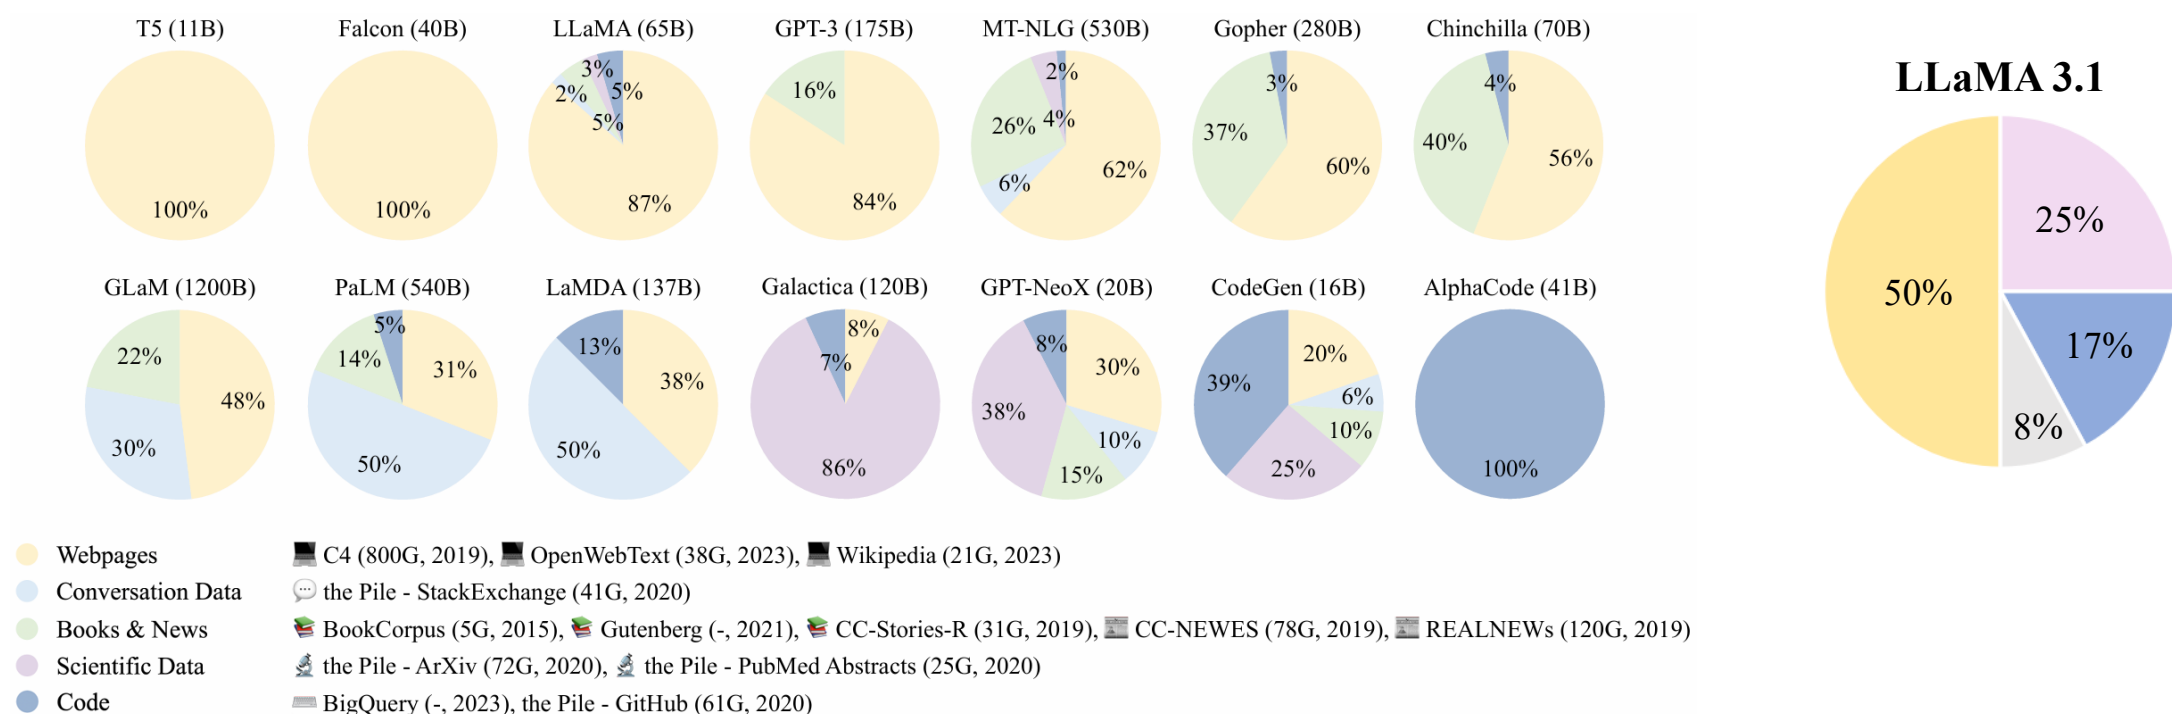 T5 (11B)
Falcon (40B)
LLaMA (65B)
GPT-3 (175B)
MT-NLG (530B)
Gopher (280B)
Chinchilla (70B)
100%
100%
3%
5%
2%
5%
87%
16%
84%
2%
4%
26%
6%
62%
3%
37%
60%
4%
40%
56%
LLaMA 3.1
25%
50%
17%
8%
GLaM (1200B)
PaLM (540B)
LaMDA (137B)
Galactica (120B)
GPT-NeoX (20B)
CodeGen (16B)
AlphaCode (41B)
22%
48%
30%
5%
14%
31%
50%
13%
38%
50%
8%
7%
86%
8%
30%
38%
10%
15%
20%
39%
6%
10%
25%
100%
Webpages
C4 (800G, 2019), OpenWebText (38G, 2023), Wikipedia (21G, 2023)
Conversation Data
the Pile - StackExchange (41G, 2020)
Books & News
BookCorpus (5G, 2015), Gutenberg (-, 2021), CC-Stories-R (31G, 2019), CC-NEWES (78G, 2019), REALNEWs (120G, 2019)
Scientific Data
the Pile - ArXiv (72G, 2020), the Pile - PubMed Abstracts (25G, 2020)
Code
BigQuery (-, 2023), the Pile - GitHub (61G, 2020)